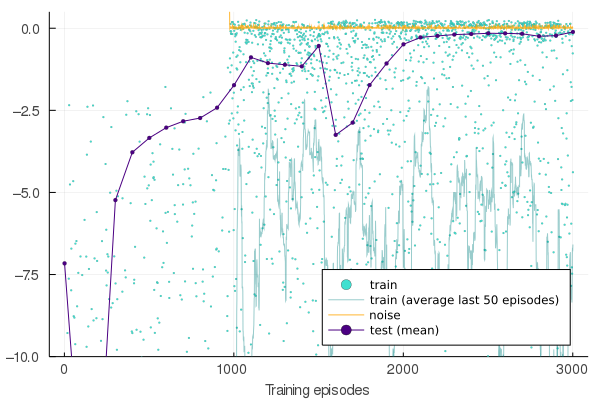 0.0
−2.5
−5.0
−7.5
−10.0
0
1000
2000
3000
Training episodes
train
train (average last 50 episodes)
noise
test (mean)